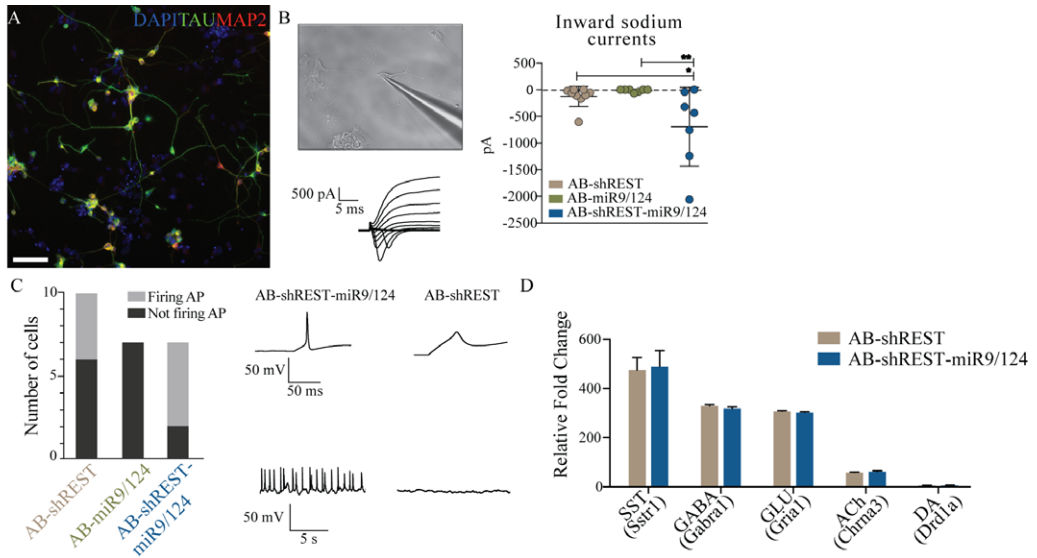 A
DAPITAUMAP2
B
500 pA
5 ms
Inward sodium
currents
**
*
500
0
-500
-1000
-1500
-2000
-2500
pA
AB-shREST
AB-miR9/124
AB-shREST-miR9/124
C
10
5
0
Number of cells
Firing AP
Not firing AP
AB-shREST
AB-miR9/124
AB-shREST-
miR9/124
AB-shREST-miR9/124
AB-shREST
50 mV
50 ms
50 mV
5 s
D
AB-shREST
AB-shREST-miR9/124
600
400
200
0
Relative Fold Change
SST
(Sstr1)
GABA
(Gabra1)
GLU
(Gria1)
ACh
(Chrna3)
DA
(Drd1a)